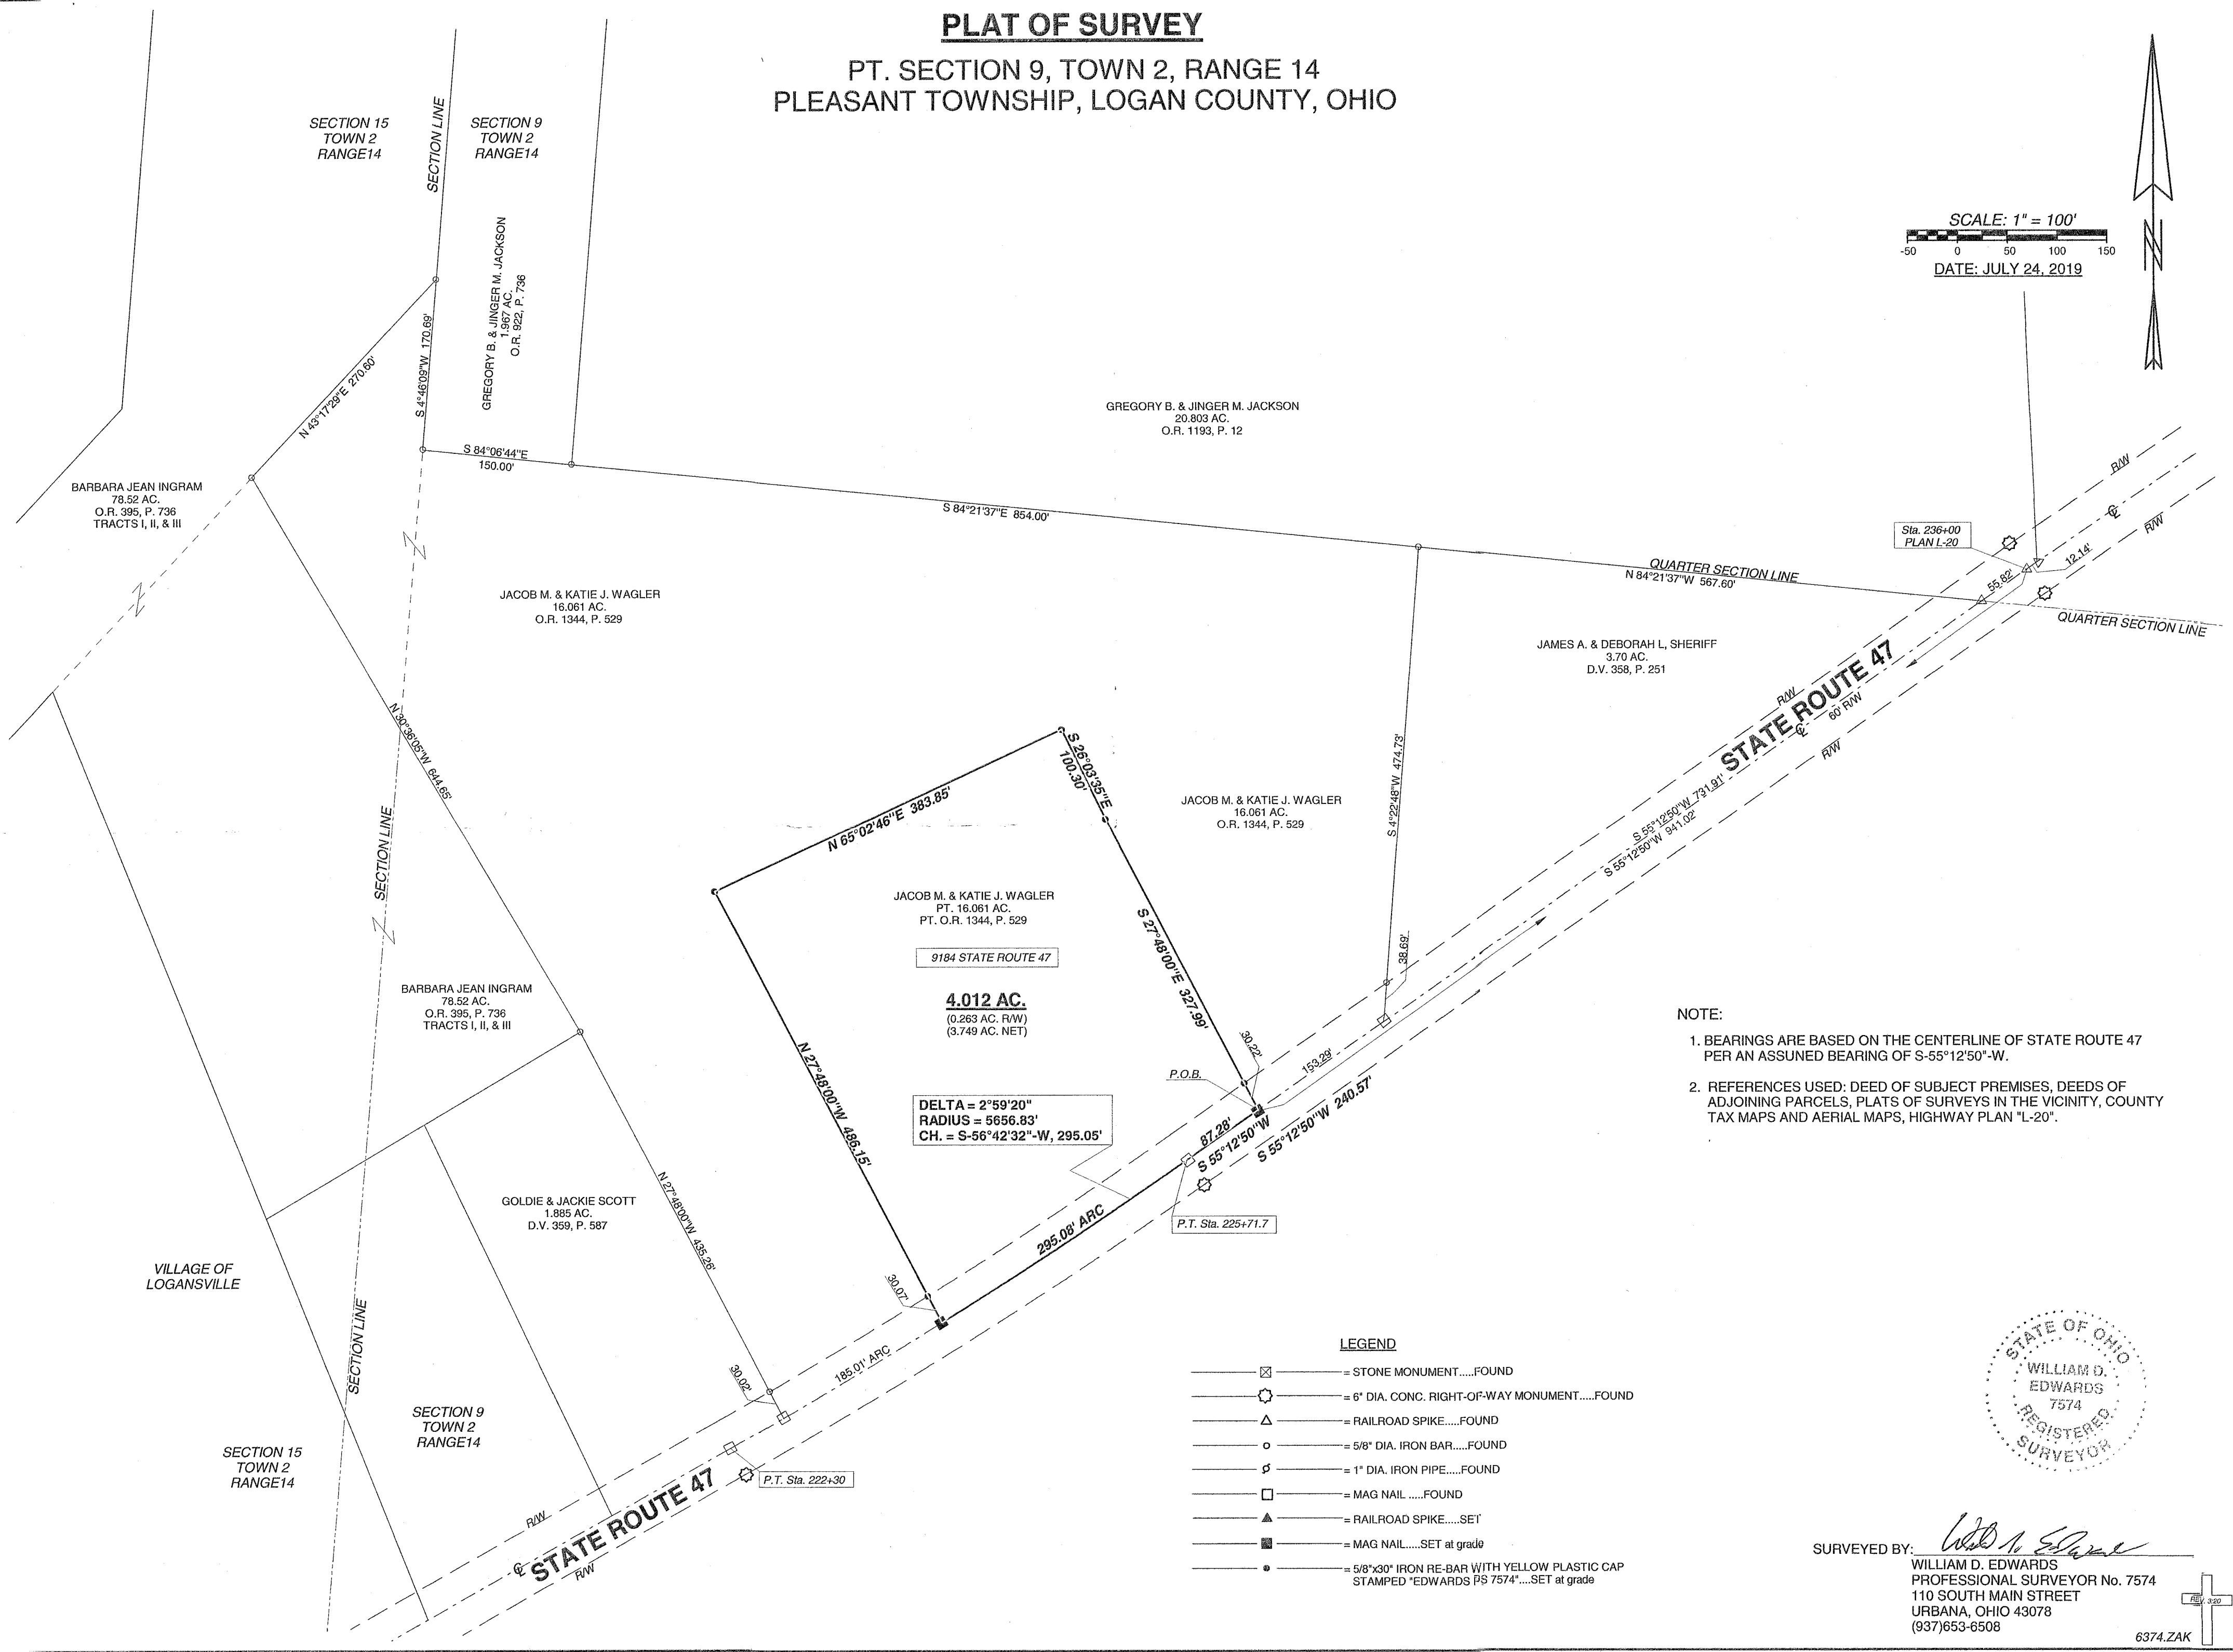 PLAT OF SURVEY
PT. SECTION 9, TOWN 2, RANGE 14
PLEASANT TOWNSHIP, LOGAN COUNTY, OHIO
SECTION 15
TOWN 2
RANGE14
SECTION LINE
SECTION 9
TOWN 2
RANGE14
SCALE: 1" = 100'
-50 0 50 100 150
DATE: JULY 24, 2019
N
GREGORY B. & JINGER M. JACKSON
1.967 AC.
O.R. 922, P. 736
S 4°46'09"W 170.69'
N 43°17'29"E 270.60'
S 84°06'44"E
150.00'
GREGORY B. & JINGER M. JACKSON
20.803 AC.
O.R. 1193, P. 12
BARBARA JEAN INGRAM
78.52 AC.
O.R. 395, P. 736
TRACTS I, II, & III
S 84°21'37"E 854.00'
R/W
℄
R/W
Sta. 236+00
PLAN L-20
12.14'
55.82'
QUARTER SECTION LINE
N 84°21'37"W 567.60'
QUARTER SECTION LINE
JACOB M. & KATIE J. WAGLER
16.061 AC.
O.R. 1344, P. 529
JAMES A. & DEBORAH L, SHERIFF
3.70 AC.
D.V. 358, P. 251
R/W
STATE ROUTE 47
60' R/W
℄
R/W
N 30°36'05"W 644.65'
S 26°03'35"E
100.30'
N 65°02'46"E 383.85'
JACOB M. & KATIE J. WAGLER
16.061 AC.
O.R. 1344, P. 529
S 4°22'48"W 474.73'
S 55°12'50"W 731.91'
S 55°12'50"W 941.02'
SECTION LINE
JACOB M. & KATIE J. WAGLER
PT. 16.061 AC.
PT. O.R. 1344, P. 529
9184 STATE ROUTE 47
4.012 AC.
(0.263 AC. R/W)
(3.749 AC. NET)
S 27°48'00"E 327.99'
38.69'
BARBARA JEAN INGRAM
78.52 AC.
O.R. 395, P. 736
TRACTS I, II, & III
N 27°48'00"W 486.15'
30.22'
P.O.B.
153.29'
DELTA = 2°59'20"
RADIUS = 5656.83'
CH. = S-56°42'32"-W, 295.05'
87.28'
S 55°12'50"W
S 55°12'50"W 240.57'
NOTE:
1. BEARINGS ARE BASED ON THE CENTERLINE OF STATE ROUTE 47
PER AN ASSUNED BEARING OF S-55°12'50"-W.
2. REFERENCES USED: DEED OF SUBJECT PREMISES, DEEDS OF
ADJOINING PARCELS, PLATS OF SURVEYS IN THE VICINITY, COUNTY
TAX MAPS AND AERIAL MAPS, HIGHWAY PLAN "L-20".
GOLDIE & JACKIE SCOTT
1.885 AC.
D.V. 359, P. 587
N 27°48'00"W 435.26'
295.08' ARC
P.T. Sta. 225+71.7
VILLAGE OF
LOGANSVILLE
30.07'
SECTION LINE
185.01' ARC
30.02'
SECTION 9
TOWN 2
RANGE14
SECTION 15
TOWN 2
RANGE14
P.T. Sta. 222+30
R/W
℄
STATE ROUTE 47
R/W
LEGEND
= STONE MONUMENT.....FOUND
= 6" DIA. CONC. RIGHT-OF-WAY MONUMENT.....FOUND
= RAILROAD SPIKE.....FOUND
= 5/8" DIA. IRON BAR.....FOUND
= 1" DIA. IRON PIPE.....FOUND
= MAG NAIL .....FOUND
= RAILROAD SPIKE.....SET
= MAG NAIL.....SET at grade
= 5/8"x30" IRON RE-BAR WITH YELLOW PLASTIC CAP
STAMPED "EDWARDS PS 7574"....SET at grade
STATE OF OHIO
WILLIAM D.
EDWARDS
7574
REGISTERED
SURVEYOR
SURVEYED BY:
WILLIAM D. EDWARDS
PROFESSIONAL SURVEYOR No. 7574
110 SOUTH MAIN STREET
URBANA, OHIO 43078
(937)653-6508
REV. 3:20
6374.ZAK